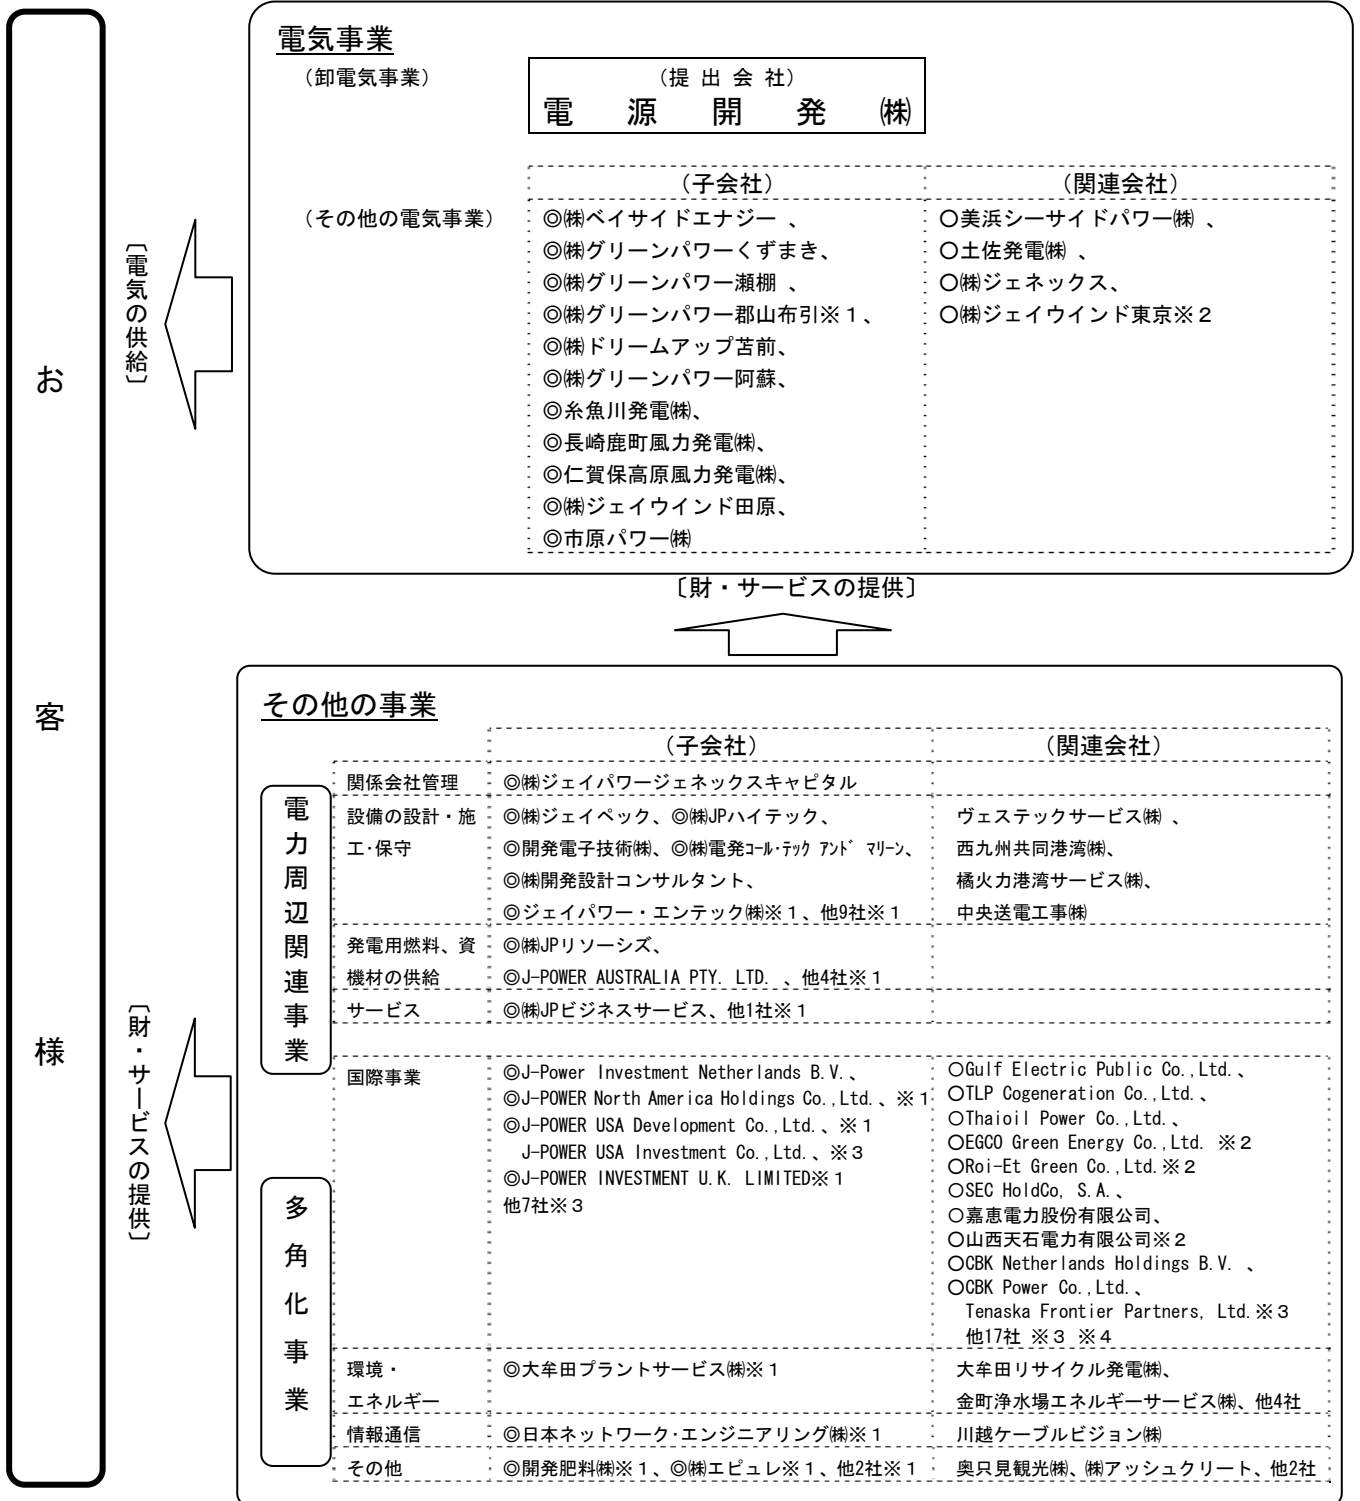 お客様
〔電気の供給〕
〔財・サービスの提供〕
電気事業
（卸電気事業）
（提 出 会 社）
電 源 開 発 ㈱
（子会社）
（関連会社）
（その他の電気事業）
◎㈱ベイサイドエナジー 、
◎㈱グリーンパワーくずまき、
◎㈱グリーンパワー瀬棚 、
◎㈱グリーンパワー郡山布引※１、
◎㈱ドリームアップ苫前、
◎㈱グリーンパワー阿蘇、
◎糸魚川発電㈱、
◎長崎鹿町風力発電㈱、
◎仁賀保高原風力発電㈱、
◎㈱ジェイウインド田原、
◎市原パワー㈱
○美浜シーサイドパワー㈱ 、
○土佐発電㈱ 、
○㈱ジェネックス、
○㈱ジェイウインド東京※２
〔財・サービスの提供〕
その他の事業
（子会社）
（関連会社）
電力周辺関連事業
関係会社管理
◎㈱ジェイパワージェネックスキャピタル
設備の設計・施
工･保守
◎㈱ジェイペック、◎㈱JPハイテック、
◎開発電子技術㈱、◎㈱電発ｺｰﾙ･ﾃｯｸ ｱﾝﾄﾞ ﾏﾘｰﾝ、
◎㈱開発設計コンサルタント、
◎ジェイパワー・エンテック㈱※１、他9社※１
ヴェステックサービス㈱ 、
西九州共同港湾㈱、
橘火力港湾サービス㈱、
中央送電工事㈱
発電用燃料、資
機材の供給
◎㈱JPリソーシズ、
◎J-POWER AUSTRALIA PTY. LTD. 、他4社※１
サービス
◎㈱JPビジネスサービス、他1社※１
多角化事業
国際事業
◎J-Power Investment Netherlands B.V.、
◎J-POWER North America Holdings Co.,Ltd.、※１
◎J-POWER USA Development Co.,Ltd.、※１
J-POWER USA Investment Co.,Ltd.、※３
◎J-POWER INVESTMENT U.K. LIMITED※１
他7社※３
○Gulf Electric Public Co.,Ltd.、
○TLP Cogeneration Co.,Ltd.、
○Thaioil Power Co.,Ltd.、
○EGCO Green Energy Co.,Ltd. ※２
○Roi-Et Green Co.,Ltd.※２
○SEC HoldCo, S.A.、
○嘉恵電力股份有限公司、
○山西天石電力有限公司※２
○CBK Netherlands Holdings B.V. 、
○CBK Power Co.,Ltd.、
Tenaska Frontier Partners, Ltd.※３
他17社 ※３ ※４
環境・
エネルギー
◎大牟田プラントサービス㈱※１
大牟田リサイクル発電㈱、
金町浄水場エネルギーサービス㈱、他4社
情報通信
◎日本ネットワーク･エンジニアリング㈱※１
川越ケーブルビジョン㈱
その他
◎開発肥料㈱※１、◎㈱エピュレ※１、他2社※１
奥只見観光㈱、㈱アッシュクリート、他2社